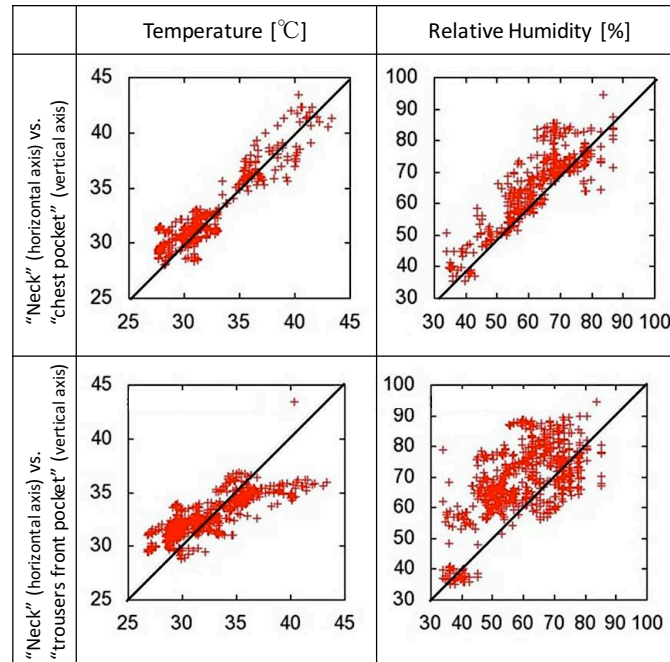 Temperature [℃]
Relative Humidity [%]
“Neck” (horizontal axis) vs.
“chest pocket” (vertical axis)
45
40
35
30
25
25 30 35 40 45
100
90
80
70
60
50
40
30
30 40 50 60 70 80 90 100
“Neck” (horizontal axis) vs.
“trousers front pocket” (vertical axis)
45
40
35
30
25
25 30 35 40 45
100
90
80
70
60
50
40
30
30 40 50 60 70 80 90 100